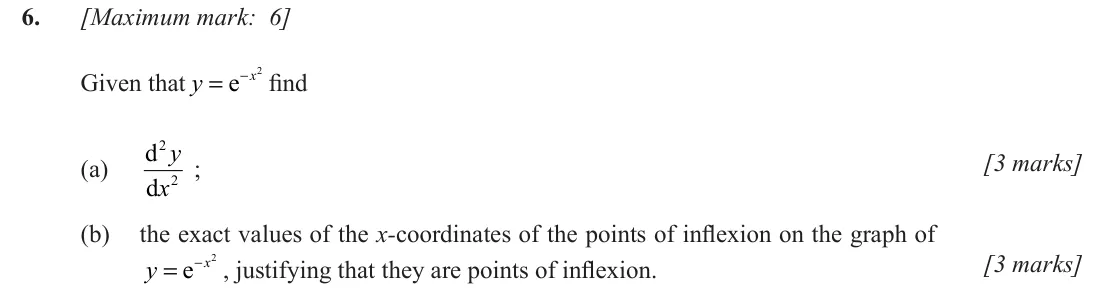 6. [Maximum mark: 6]
Given that y = e^{-x^2} find
(a) d^2y/dx^2 ; [3 marks]
(b) the exact values of the x-coordinates of the points of inflexion on the graph of
y = e^{-x^2} , justifying that they are points of inflexion. [3 marks]